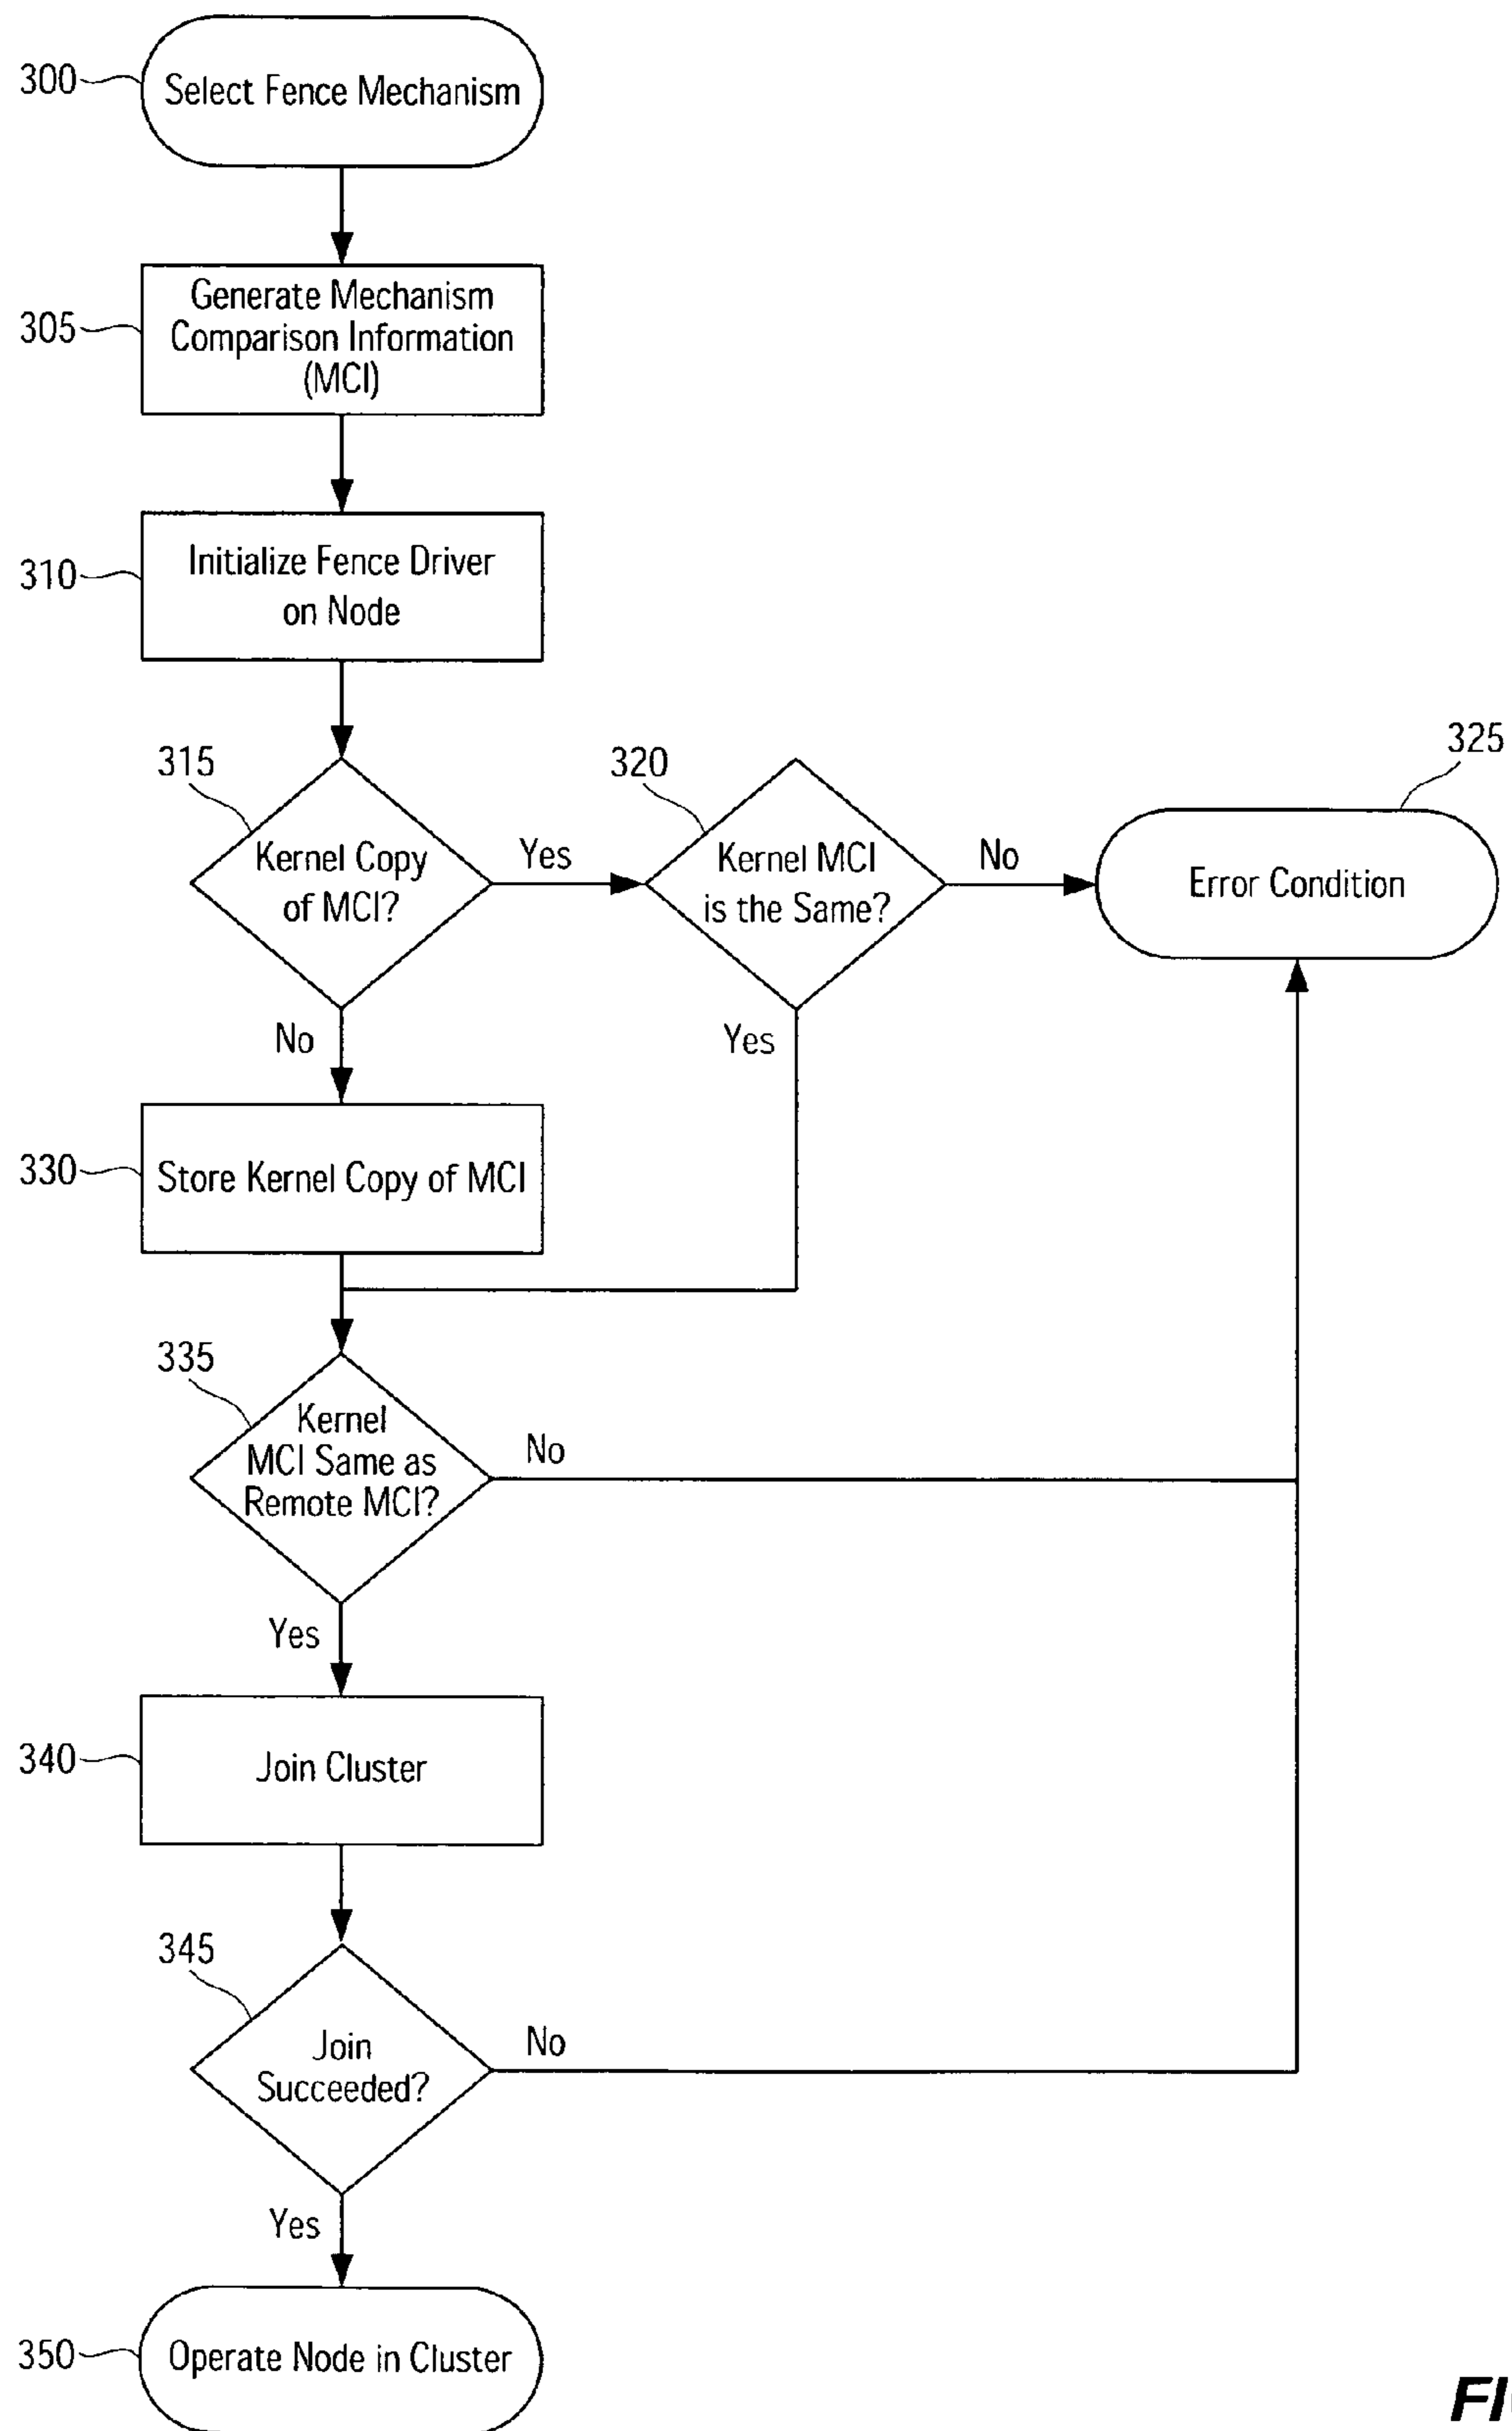 300
Select Fence Mechanism
305
Generate Mechanism
Comparison Information
(MCI)
310
Initialize Fence Driver
on Node
315
Kernel Copy
of MCI?
Yes
320
Kernel MCI
is the Same?
No
325
Error Condition
No
Yes
330
Store Kernel Copy of MCI
335
Kernel
MCI Same as
Remote MCI?
No
Yes
340
Join Cluster
345
Join
Succeeded?
No
Yes
350
Operate Node in Cluster